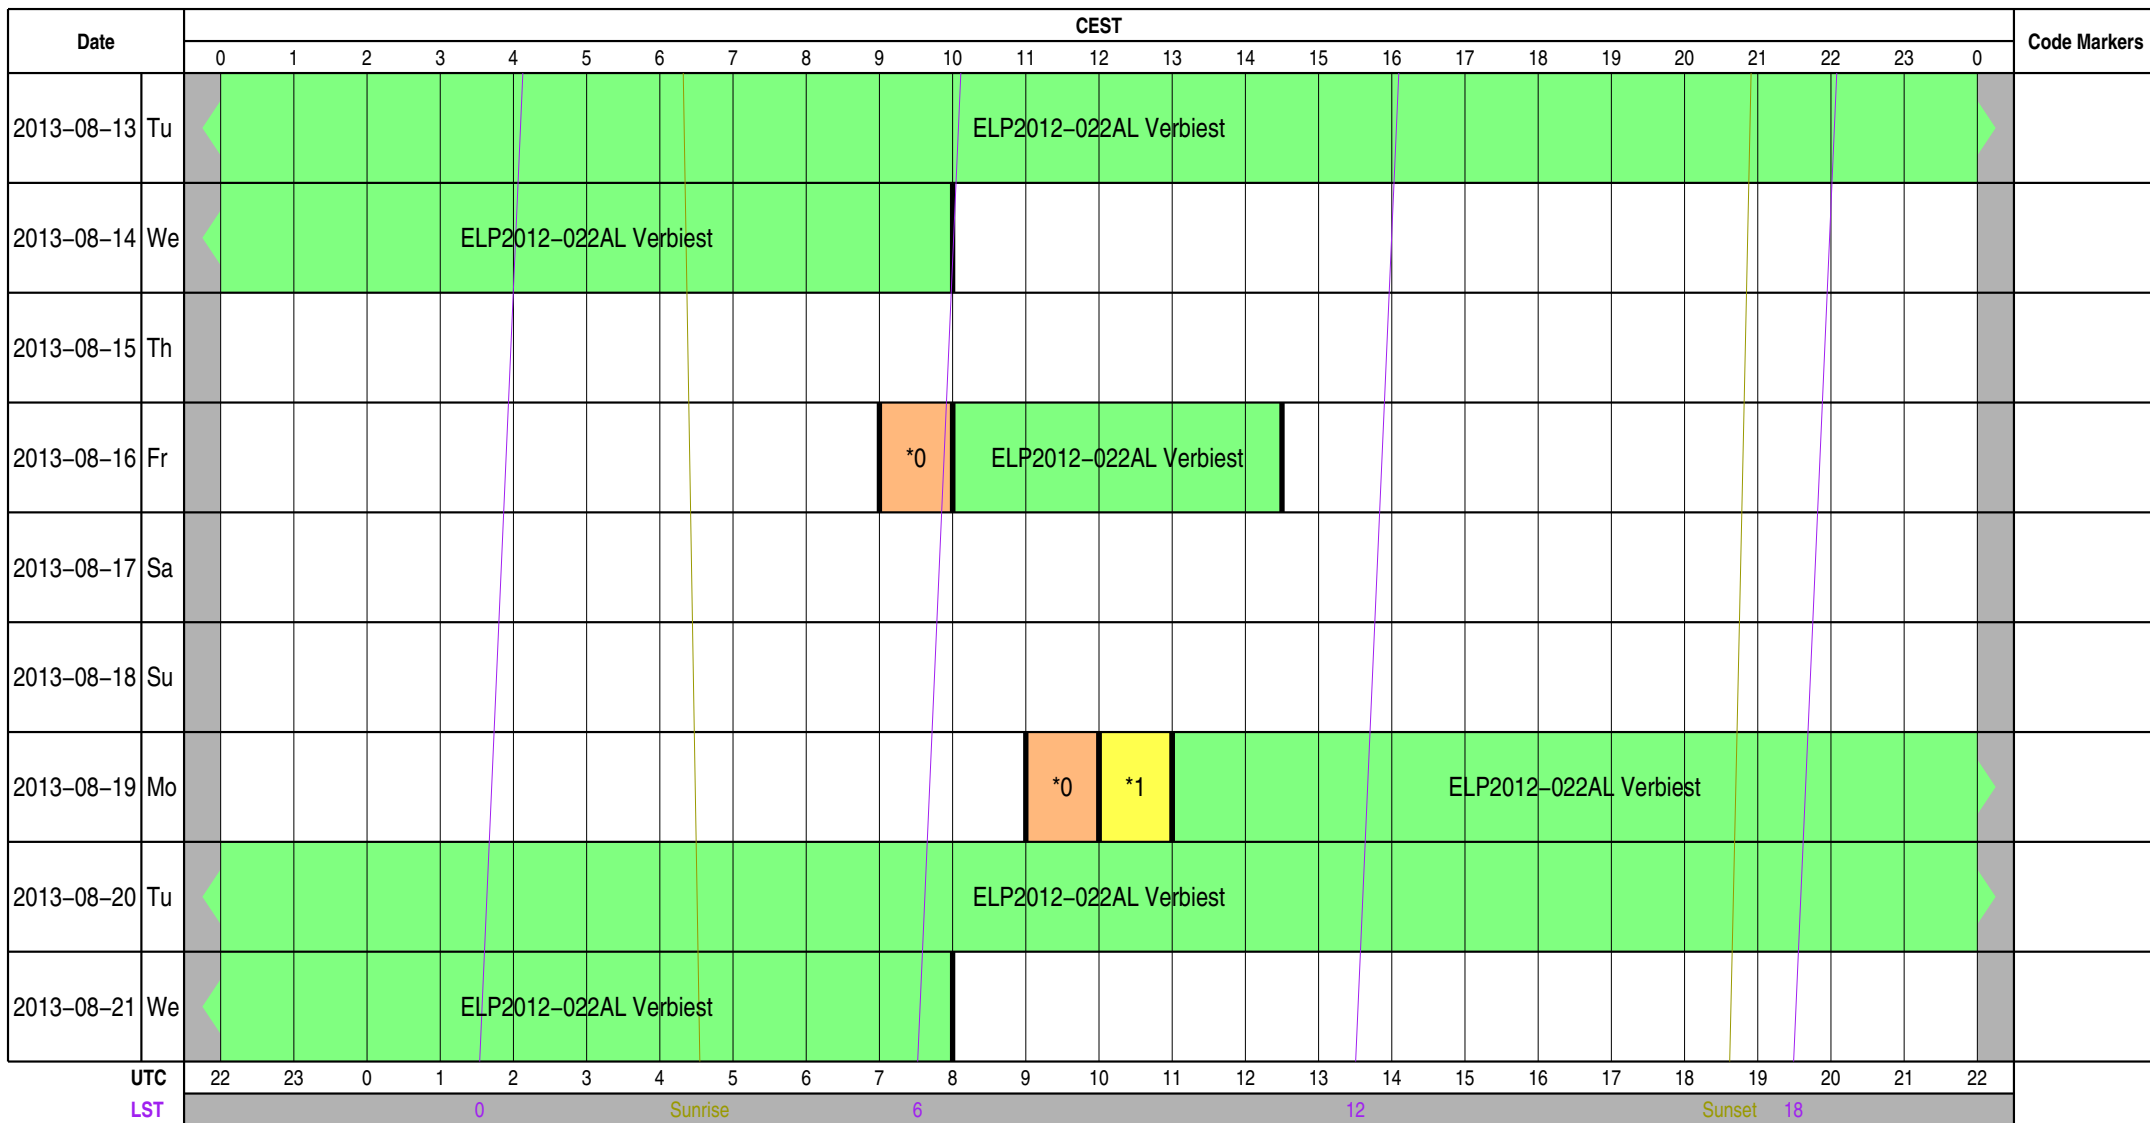 Date CEST Code Markers
0 1 2 3 4 5 6 7 8 9 10 11 12 13 14 15 16 17 18 19 20 21 22 23 0
2013−08−13 Tu ELP2012−022AL Verbiest
2013−08−14 We ELP2012−022AL Verbiest
2013−08−15 Th
2013−08−16 Fr *0 ELP2012−022AL Verbiest
2013−08−17 Sa
2013−08−18 Su
2013−08−19 Mo *0 *1 ELP2012−022AL Verbiest
2013−08−20 Tu ELP2012−022AL Verbiest
2013−08−21 We ELP2012−022AL Verbiest
UTC 22 23 0 1 2 3 4 5 6 7 8 9 10 11 12 13 14 15 16 17 18 19 20 21 22
LST 0 Sunrise 6 12 Sunset 18